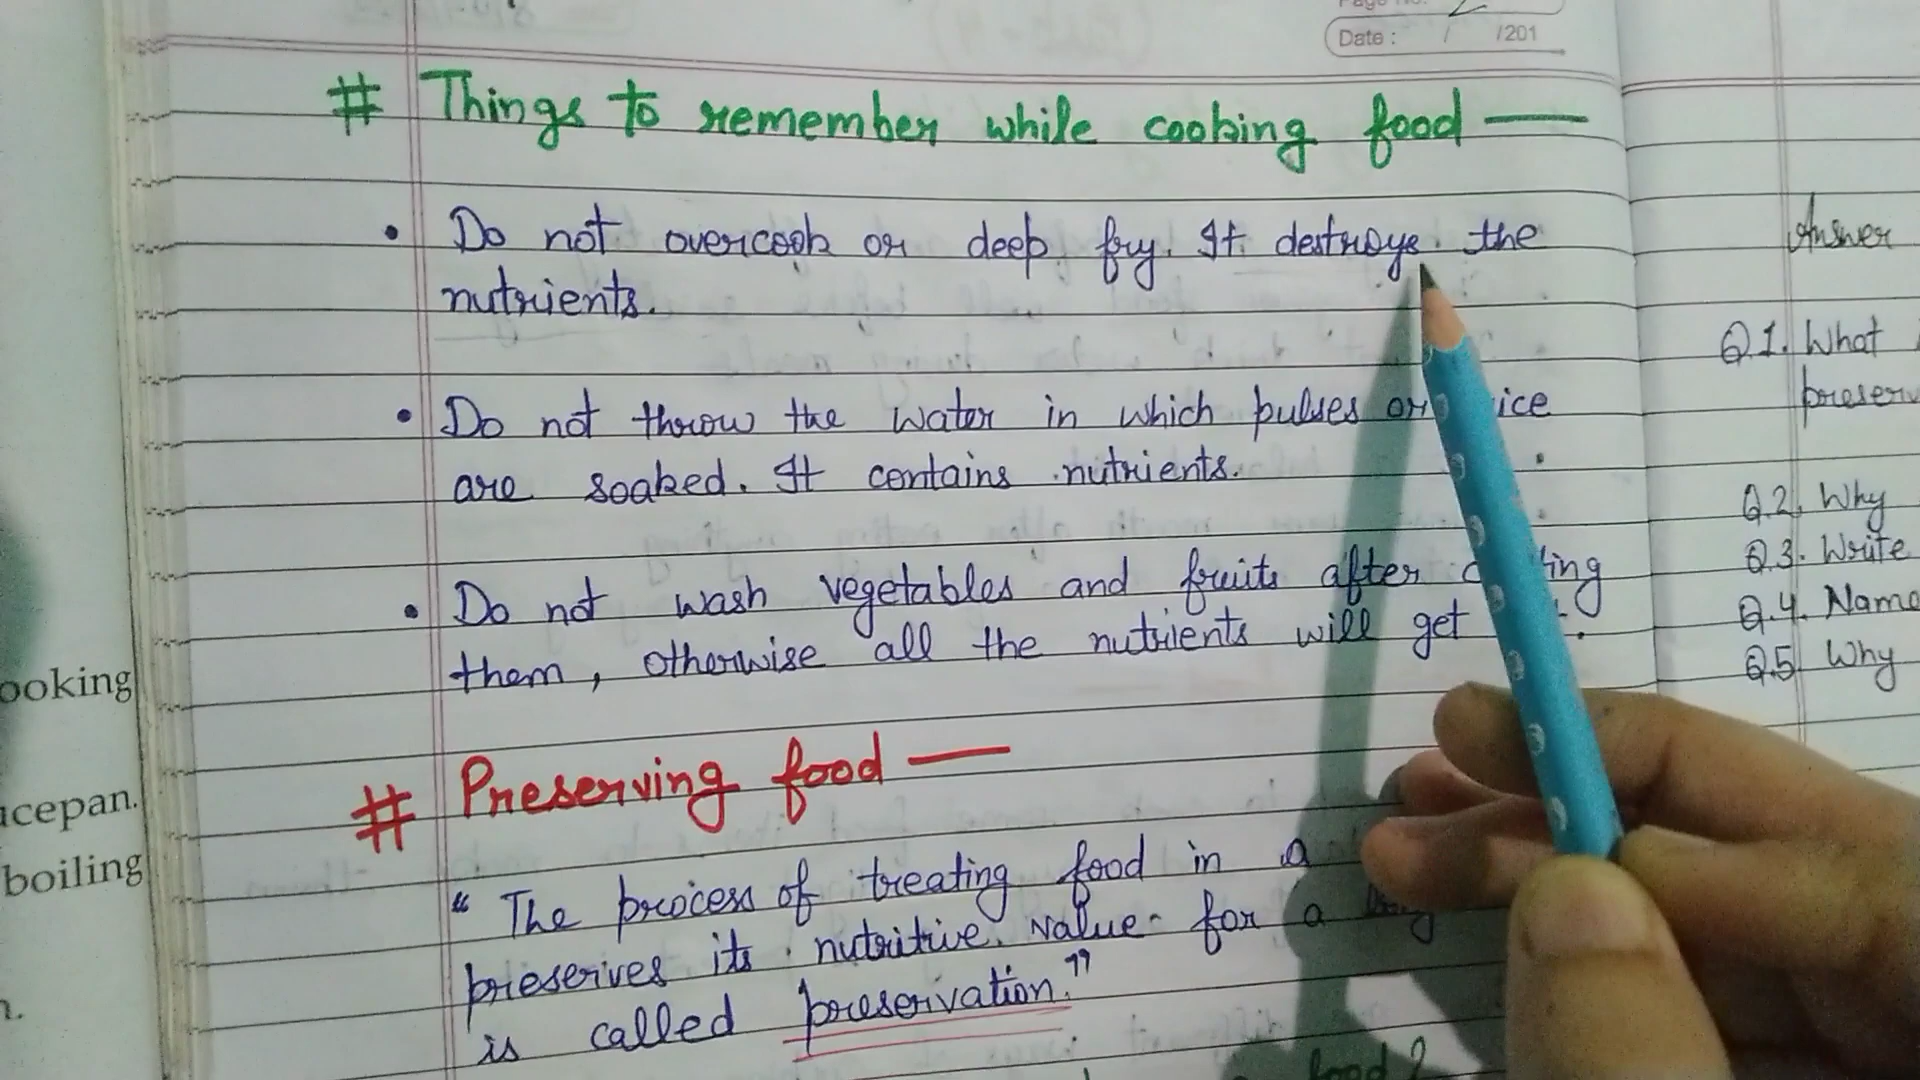 Date : / /201
# Things to remember while cooking food —
• Do not overcook or deep fry. It destroys the
nutrients.
• Do not throw the water in which pulses or ice
are soaked. It contains nutrients.
• Do not wash vegetables and fruits after ting
them, otherwise all the nutrients will get
# Preserving food —
“ The process of treating food in a
preserves its nutritive value for a
is called preservation.”
food?
ooking
cepan.
boiling
Answer
Q.1. What
preserv
Q.2. Why
Q.3. Write
Q.4. Name
Q.5 Why